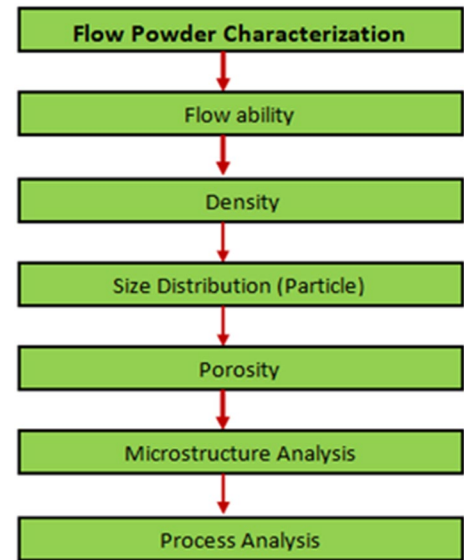 Flow Powder Characterization
Flow ability
Density
Size Distribution (Particle)
Porosity
Microstructure Analysis
Process Analysis